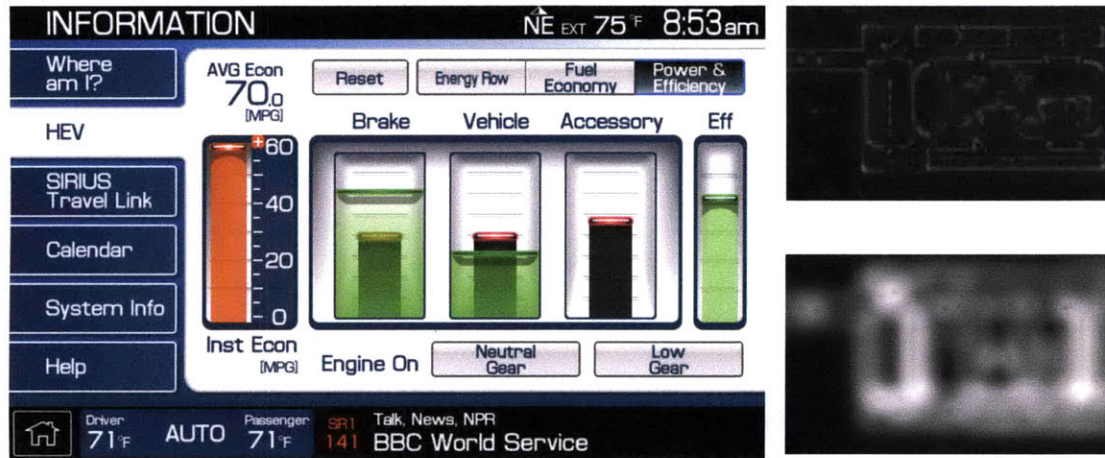 INFORMATION
NE EXT 75 °F 8:53am
Where
am I?
HEV
SIRIUS
Travel Link
Calendar
System Info
Help
AVG Econ
70.0
[MPG]
Reset
Energy Flow
Fuel
Economy
Power &
Efficiency
Brake
Vehicle
Accessory
Eff
+60
40
20
0
Inst Econ
[MPG]
Engine On
Neutral
Gear
Low
Gear
Driver
71°F
AUTO
Passenger
71°F
SR1
141
Talk, News, NPR
BBC World Service